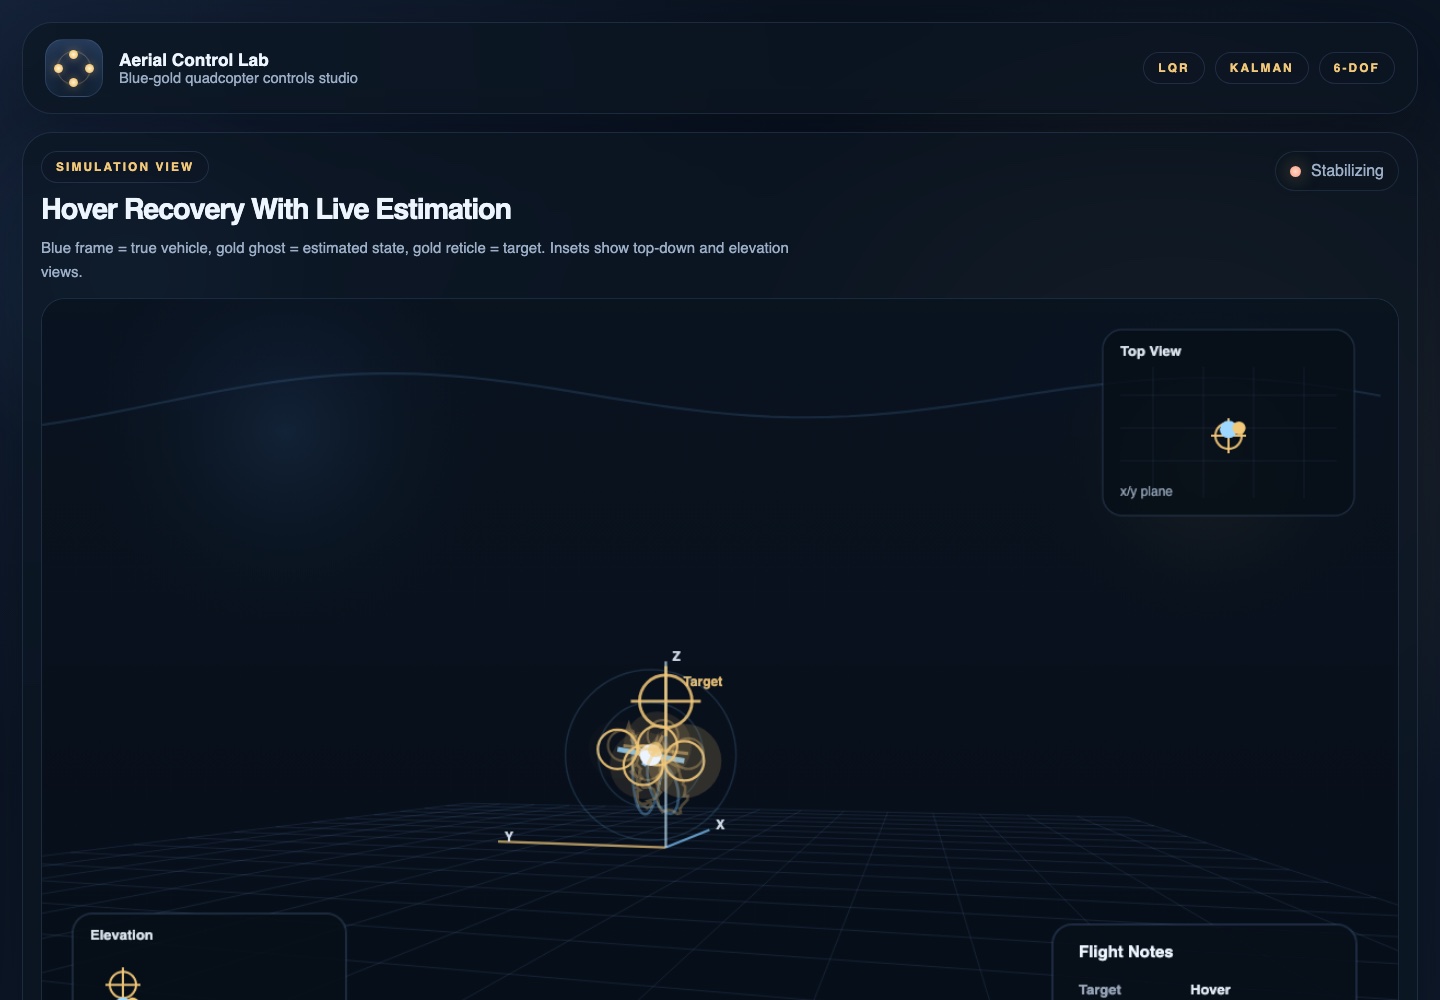 Aerial Control Lab
Blue-gold quadcopter controls studio
LQR
KALMAN
6-DOF
SIMULATION VIEW
Stabilizing
Hover Recovery With Live Estimation
Blue frame = true vehicle, gold ghost = estimated state, gold reticle = target. Insets show top-down and elevation
views.
Top View
x/y plane
Z
Target
X
Y
Elevation
Flight Notes
Target
Hover